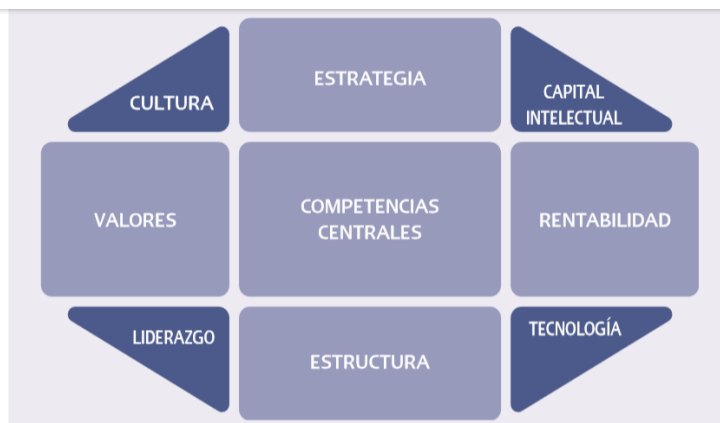 CULTURA
ESTRATEGIA
CAPITAL
INTELECTUAL
VALORES
COMPETENCIAS
CENTRALES
RENTABILIDAD
LIDERAZGO
ESTRUCTURA
TECNOLOGÍA